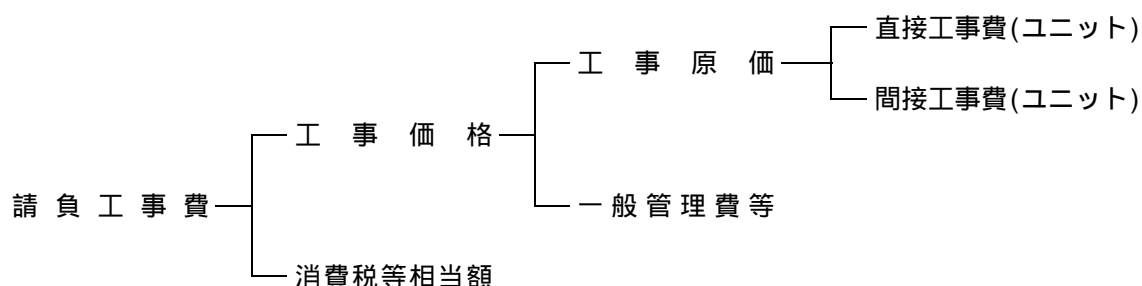 直接工事費(ユニット)
工事原価
間接工事費(ユニット)
工事価格
請負工事費
一般管理費等
消費税等相当額